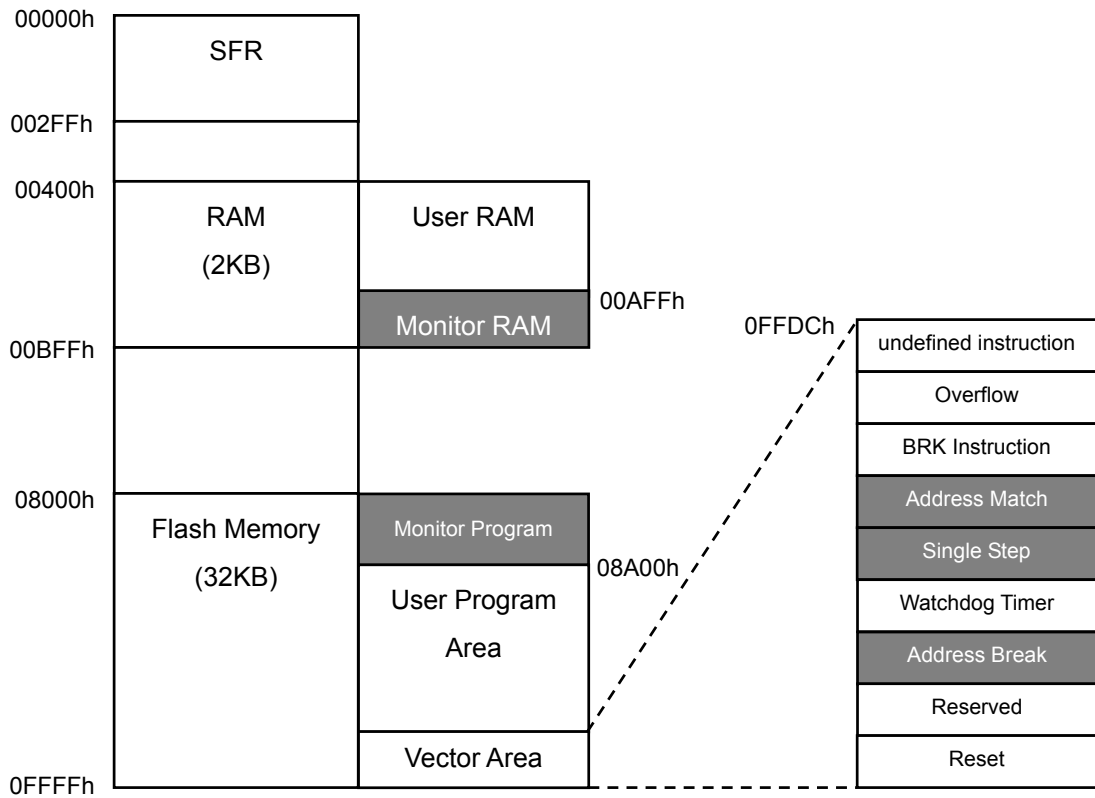 00000h
SFR
002FFh
00400h
RAM
(2KB)
User RAM
00AFFh
Monitor RAM
00BFFh
08000h
Flash Memory
(32KB)
Monitor Program
08A00h
User Program
Area
Vector Area
0FFFFh
0FFDCh
undefined instruction
Overflow
BRK Instruction
Address Match
Single Step
Watchdog Timer
Address Break
Reserved
Reset